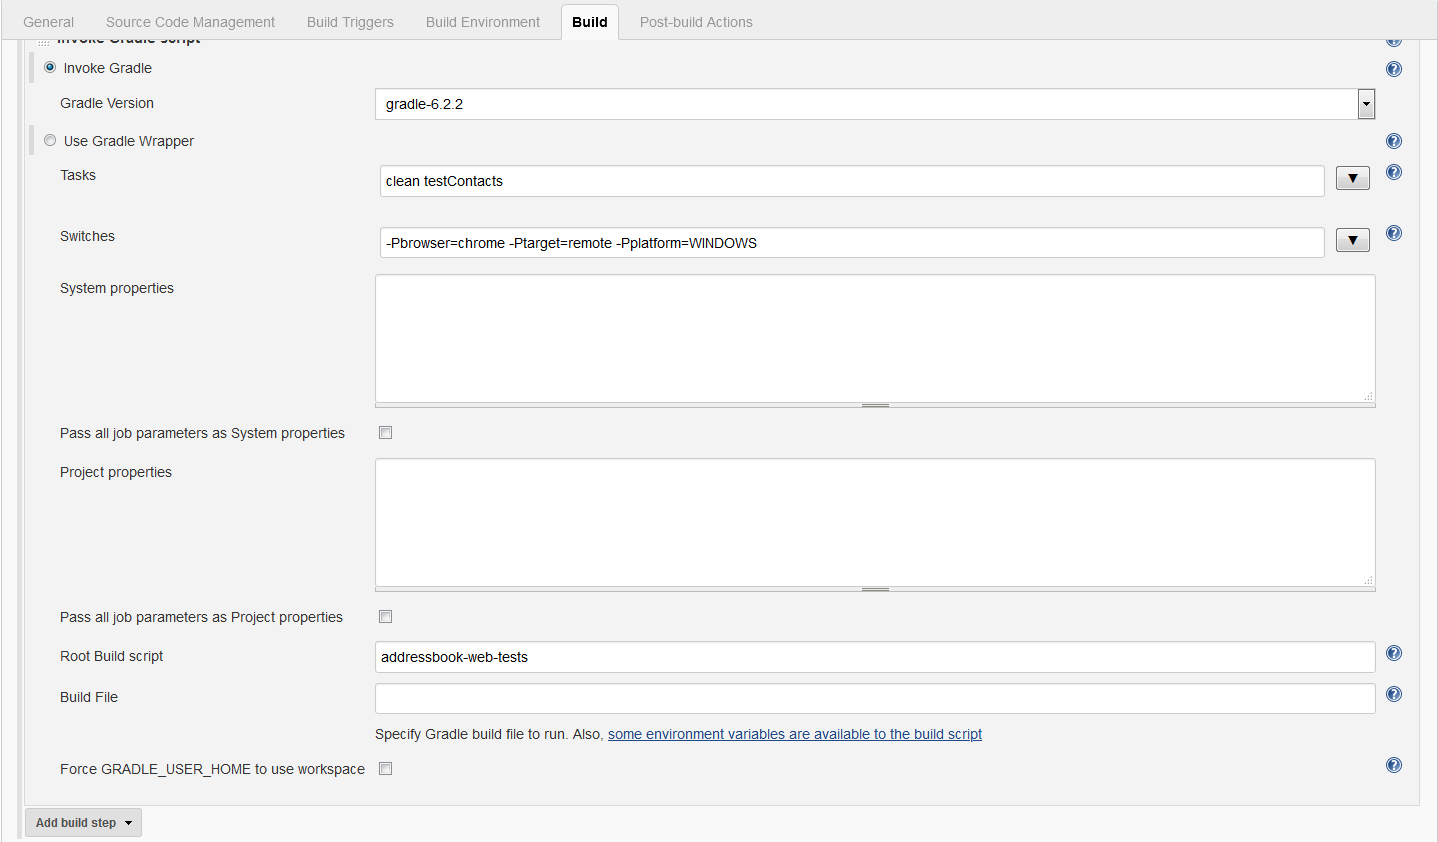 General Source Code Management Build Triggers Build Environment Build Post-build Actions
Invoke Gradle script
Invoke Gradle
Gradle Version gradle-6.2.2
Use Gradle Wrapper
Tasks clean testContacts
Switches -Pbrowser=chrome -Ptarget=remote -Pplatform=WINDOWS
System properties
Pass all job parameters as System properties
Project properties
Pass all job parameters as Project properties
Root Build script addressbook-web-tests
Build File
Specify Gradle build file to run. Also, some environment variables are available to the build script
Force GRADLE_USER_HOME to use workspace
Add build step